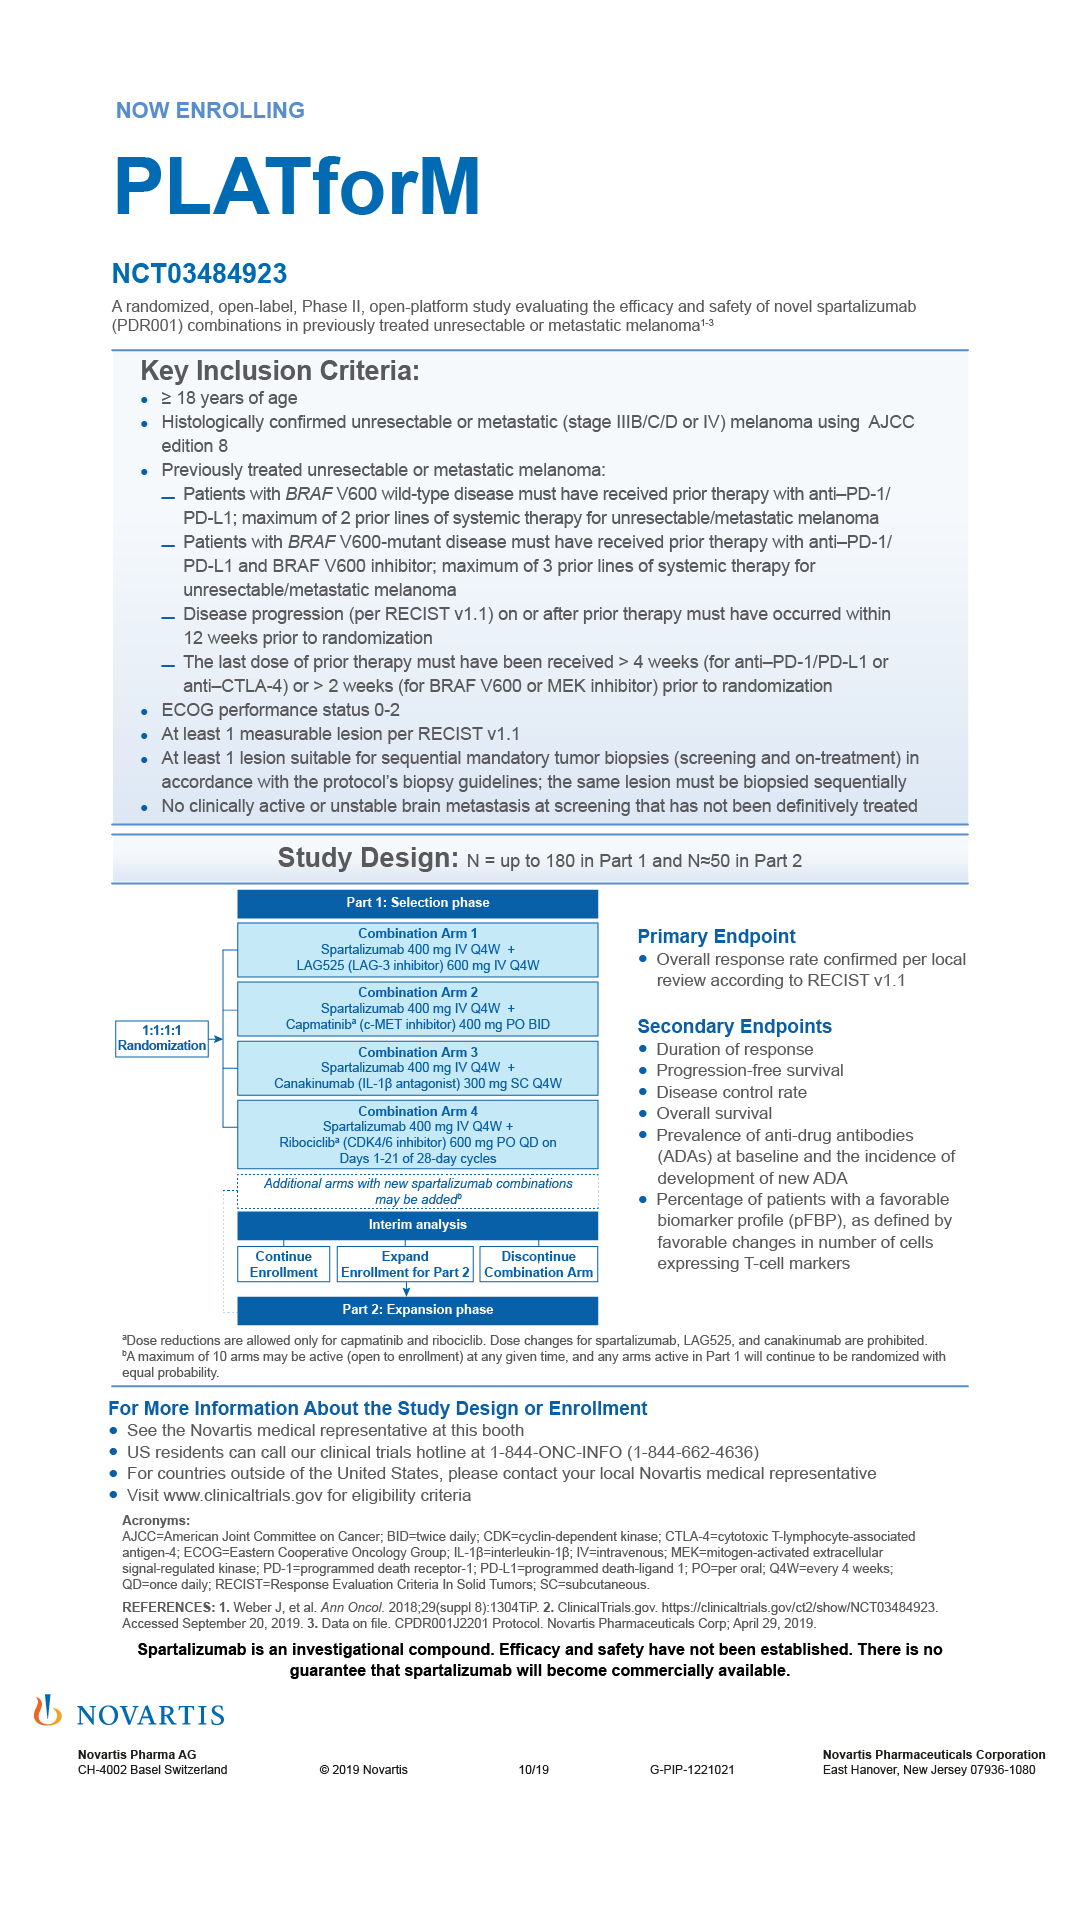 NOW ENROLLING
PLATforM
NCT03484923
A randomized, open-label, Phase II, open-platform study evaluating the efficacy and safety of novel spartalizumab
(PDR001) combinations in previously treated unresectable or metastatic melanoma¹⁻³
Key Inclusion Criteria:
• ≥ 18 years of age
• Histologically confirmed unresectable or metastatic (stage IIIB/C/D or IV) melanoma using AJCC
edition 8
• Previously treated unresectable or metastatic melanoma:
— Patients with BRAF V600 wild-type disease must have received prior therapy with anti–PD-1/
PD-L1; maximum of 2 prior lines of systemic therapy for unresectable/metastatic melanoma
— Patients with BRAF V600-mutant disease must have received prior therapy with anti–PD-1/
PD-L1 and BRAF V600 inhibitor; maximum of 3 prior lines of systemic therapy for
unresectable/metastatic melanoma
— Disease progression (per RECIST v1.1) on or after prior therapy must have occurred within
12 weeks prior to randomization
— The last dose of prior therapy must have been received > 4 weeks (for anti–PD-1/PD-L1 or
anti–CTLA-4) or > 2 weeks (for BRAF V600 or MEK inhibitor) prior to randomization
• ECOG performance status 0-2
• At least 1 measurable lesion per RECIST v1.1
• At least 1 lesion suitable for sequential mandatory tumor biopsies (screening and on-treatment) in
accordance with the protocol's biopsy guidelines; the same lesion must be biopsied sequentially
• No clinically active or unstable brain metastasis at screening that has not been definitively treated
Study Design: N = up to 180 in Part 1 and N≈50 in Part 2
1:1:1:1
Randomization
Part 1: Selection phase
Combination Arm 1
Spartalizumab 400 mg IV Q4W +
LAG525 (LAG-3 inhibitor) 600 mg IV Q4W
Combination Arm 2
Spartalizumab 400 mg IV Q4W +
Capmatinibᵃ (c-MET inhibitor) 400 mg PO BID
Combination Arm 3
Spartalizumab 400 mg IV Q4W +
Canakinumab (IL-1β antagonist) 300 mg SC Q4W
Combination Arm 4
Spartalizumab 400 mg IV Q4W +
Ribociclibᵃ (CDK4/6 inhibitor) 600 mg PO QD on
Days 1-21 of 28-day cycles
Additional arms with new spartalizumab combinations
may be addedᵇ
Interim analysis
Continue
Enrollment
Expand
Enrollment for Part 2
Discontinue
Combination Arm
Part 2: Expansion phase
Primary Endpoint
• Overall response rate confirmed per local
review according to RECIST v1.1
Secondary Endpoints
• Duration of response
• Progression-free survival
• Disease control rate
• Overall survival
• Prevalence of anti-drug antibodies
(ADAs) at baseline and the incidence of
development of new ADA
• Percentage of patients with a favorable
biomarker profile (pFBP), as defined by
favorable changes in number of cells
expressing T-cell markers
ᵃDose reductions are allowed only for capmatinib and ribociclib. Dose changes for spartalizumab, LAG525, and canakinumab are prohibited.
ᵇA maximum of 10 arms may be active (open to enrollment) at any given time, and any arms active in Part 1 will continue to be randomized with
equal probability.
For More Information About the Study Design or Enrollment
• See the Novartis medical representative at this booth
• US residents can call our clinical trials hotline at 1-844-ONC-INFO (1-844-662-4636)
• For countries outside of the United States, please contact your local Novartis medical representative
• Visit www.clinicaltrials.gov for eligibility criteria
Acronyms:
AJCC=American Joint Committee on Cancer; BID=twice daily; CDK=cyclin-dependent kinase; CTLA-4=cytotoxic T-lymphocyte-associated
antigen-4; ECOG=Eastern Cooperative Oncology Group; IL-1β=interleukin-1β; IV=intravenous; MEK=mitogen-activated extracellular
signal-regulated kinase; PD-1=programmed death receptor-1; PD-L1=programmed death-ligand 1; PO=per oral; Q4W=every 4 weeks;
QD=once daily; RECIST=Response Evaluation Criteria In Solid Tumors; SC=subcutaneous.
REFERENCES: 1. Weber J, et al. Ann Oncol. 2018;29(suppl 8):1304TiP. 2. ClinicalTrials.gov. https://clinicaltrials.gov/ct2/show/NCT03484923.
Accessed September 20, 2019. 3. Data on file. CPDR001J2201 Protocol. Novartis Pharmaceuticals Corp; April 29, 2019.
Spartalizumab is an investigational compound. Efficacy and safety have not been established. There is no
guarantee that spartalizumab will become commercially available.
NOVARTIS
Novartis Pharma AG
CH-4002 Basel Switzerland
© 2019 Novartis
10/19
G-PIP-1221021
Novartis Pharmaceuticals Corporation
East Hanover, New Jersey 07936-1080